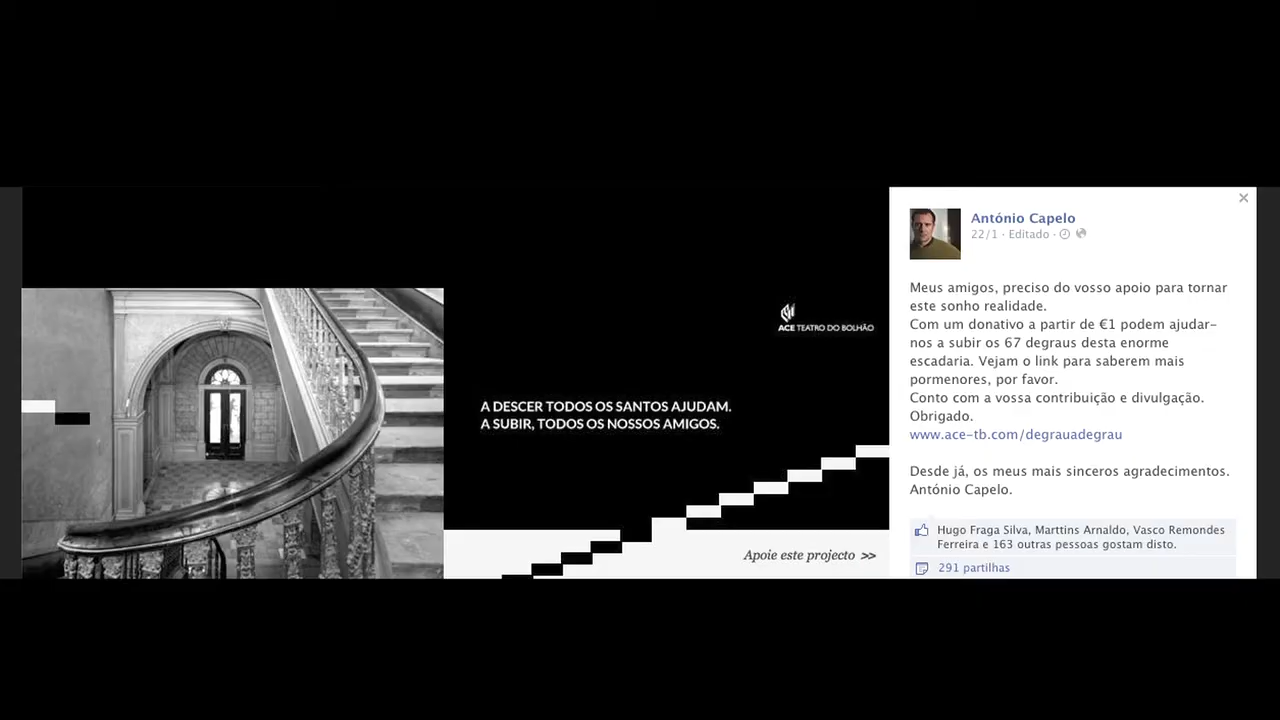 ACE TEATRO DO BOLHÃO
A DESCER TODOS OS SANTOS AJUDAM.
A SUBIR, TODOS OS NOSSOS AMIGOS.
Apoie este projecto >>
António Capelo
22/1 · Editado ·
Meus amigos, preciso do vosso apoio para tornar
este sonho realidade.
Com um donativo a partir de €1 podem ajudar-
nos a subir os 67 degraus desta enorme
escadaria. Vejam o link para saberem mais
pormenores, por favor.
Conto com a vossa contribuição e divulgação.
Obrigado.
www.ace-tb.com/degrauadegrau
Desde já, os meus mais sinceros agradecimentos.
António Capelo.
Hugo Fraga Silva, Marttins Arnaldo, Vasco Remondes
Ferreira e 163 outras pessoas gostam disto.
291 partilhas